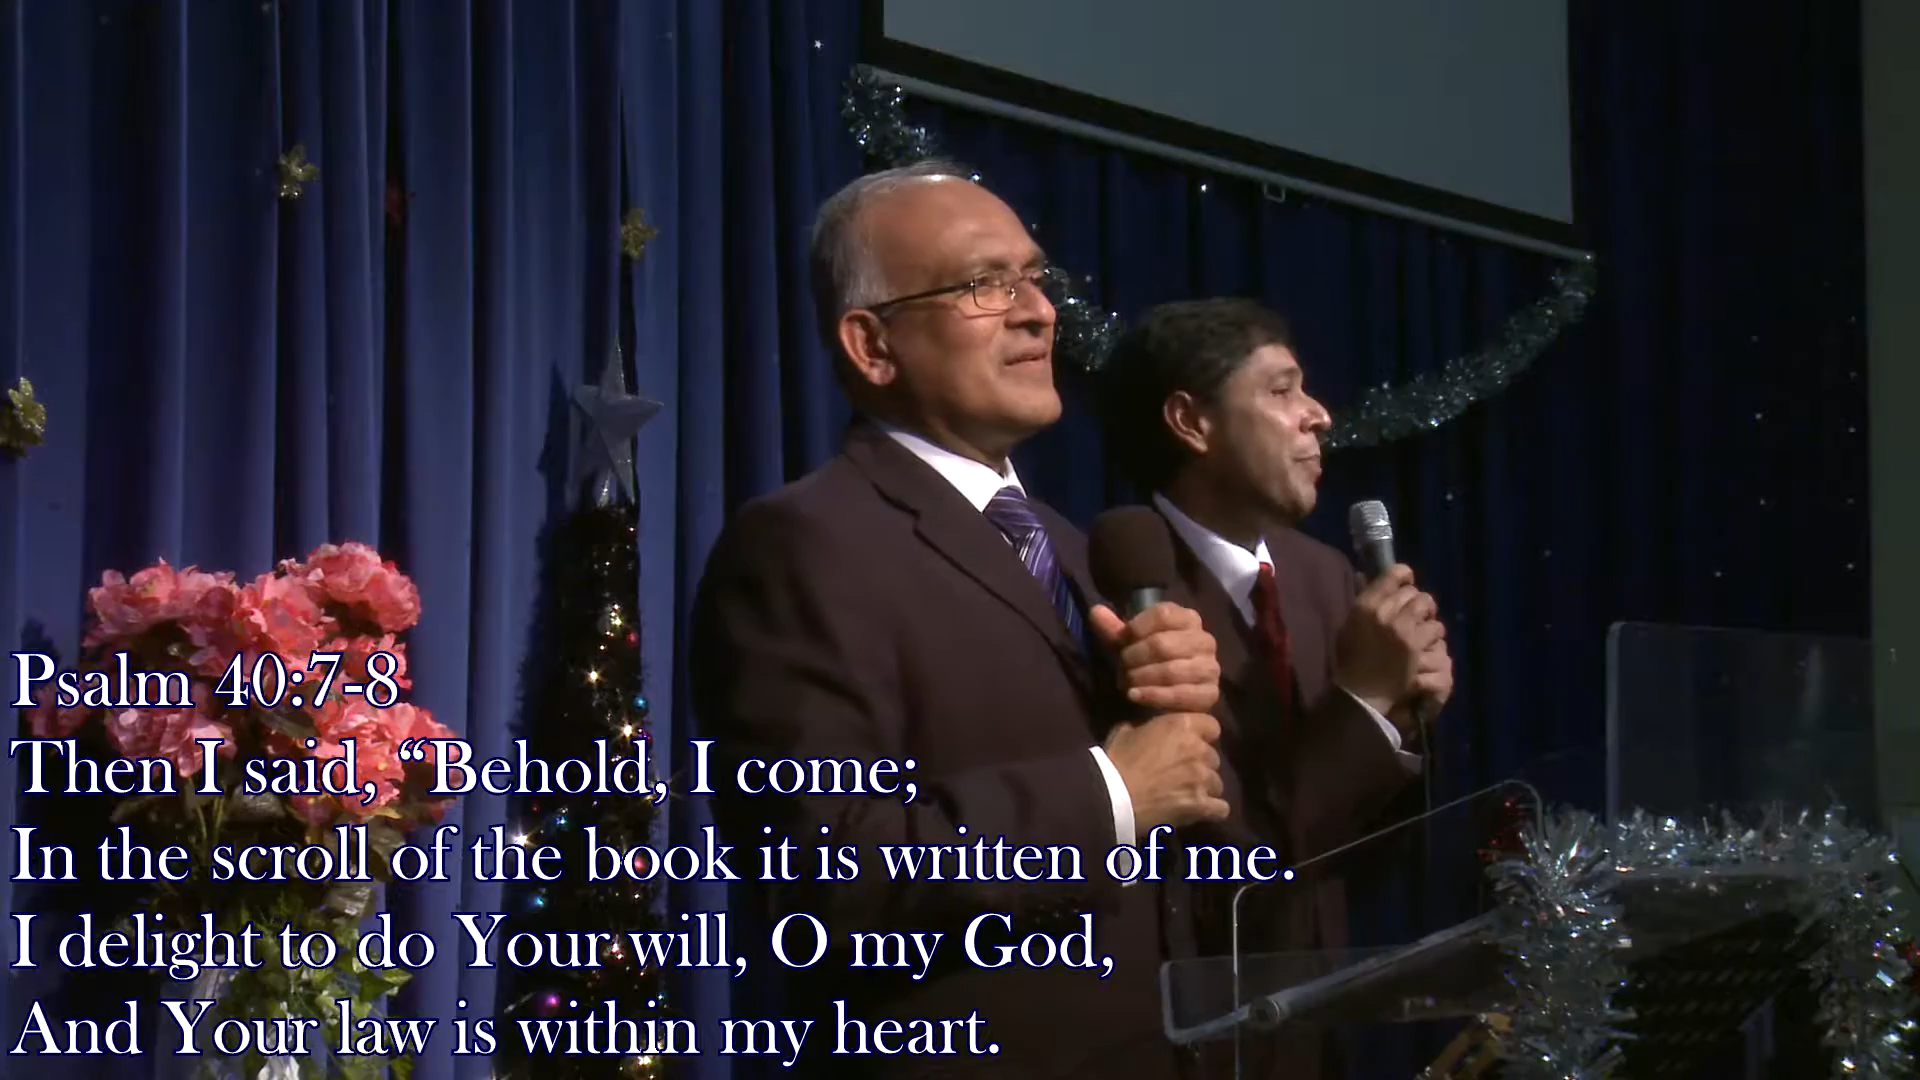 Psalm 40:7-8
Then I said, “Behold, I come;
In the scroll of the book it is written of me.
I delight to do Your will, O my God,
And Your law is within my heart.